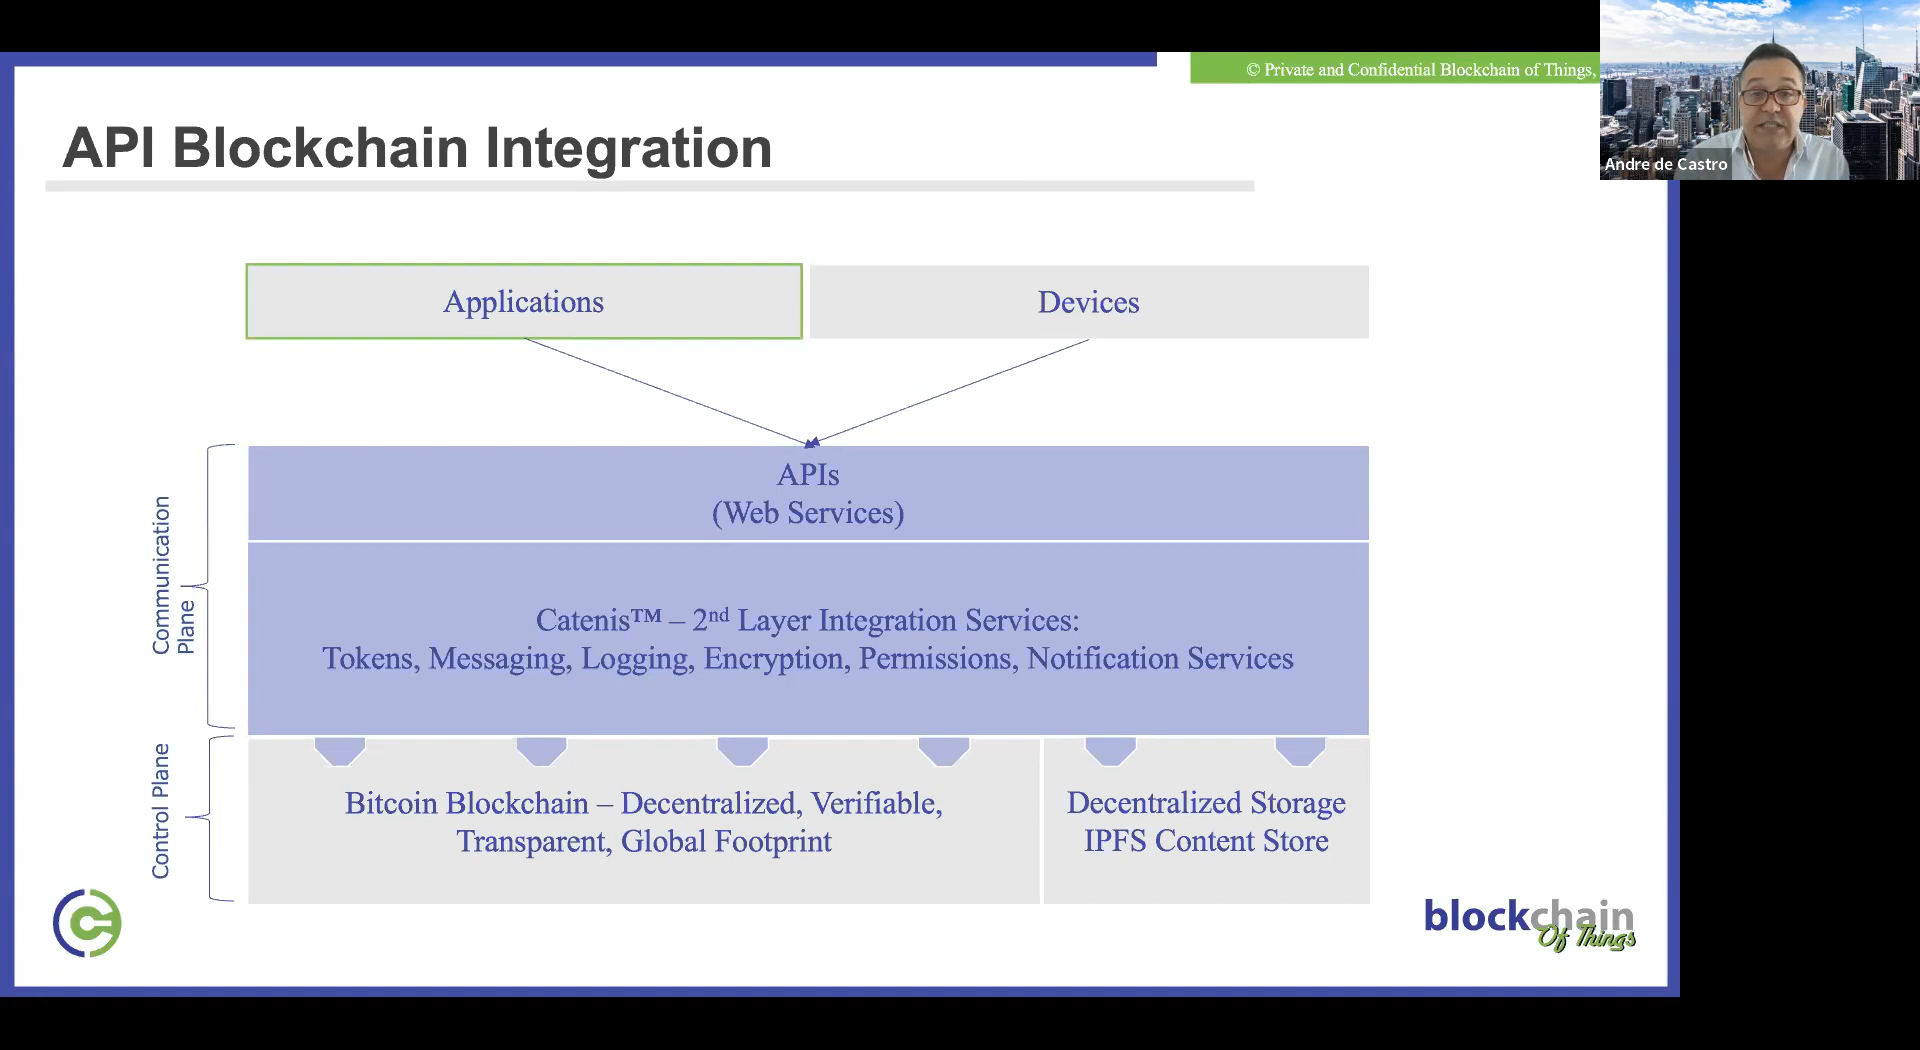 © Private and Confidential Blockchain of Things,
Andre de Castro
API Blockchain Integration
Applications
Devices
APIs
(Web Services)
Communication
Plane
Catenis™ – 2nd Layer Integration Services:
Tokens, Messaging, Logging, Encryption, Permissions, Notification Services
Control Plane
Bitcoin Blockchain – Decentralized, Verifiable,
Transparent, Global Footprint
Decentralized Storage
IPFS Content Store
blockchain
Of Things